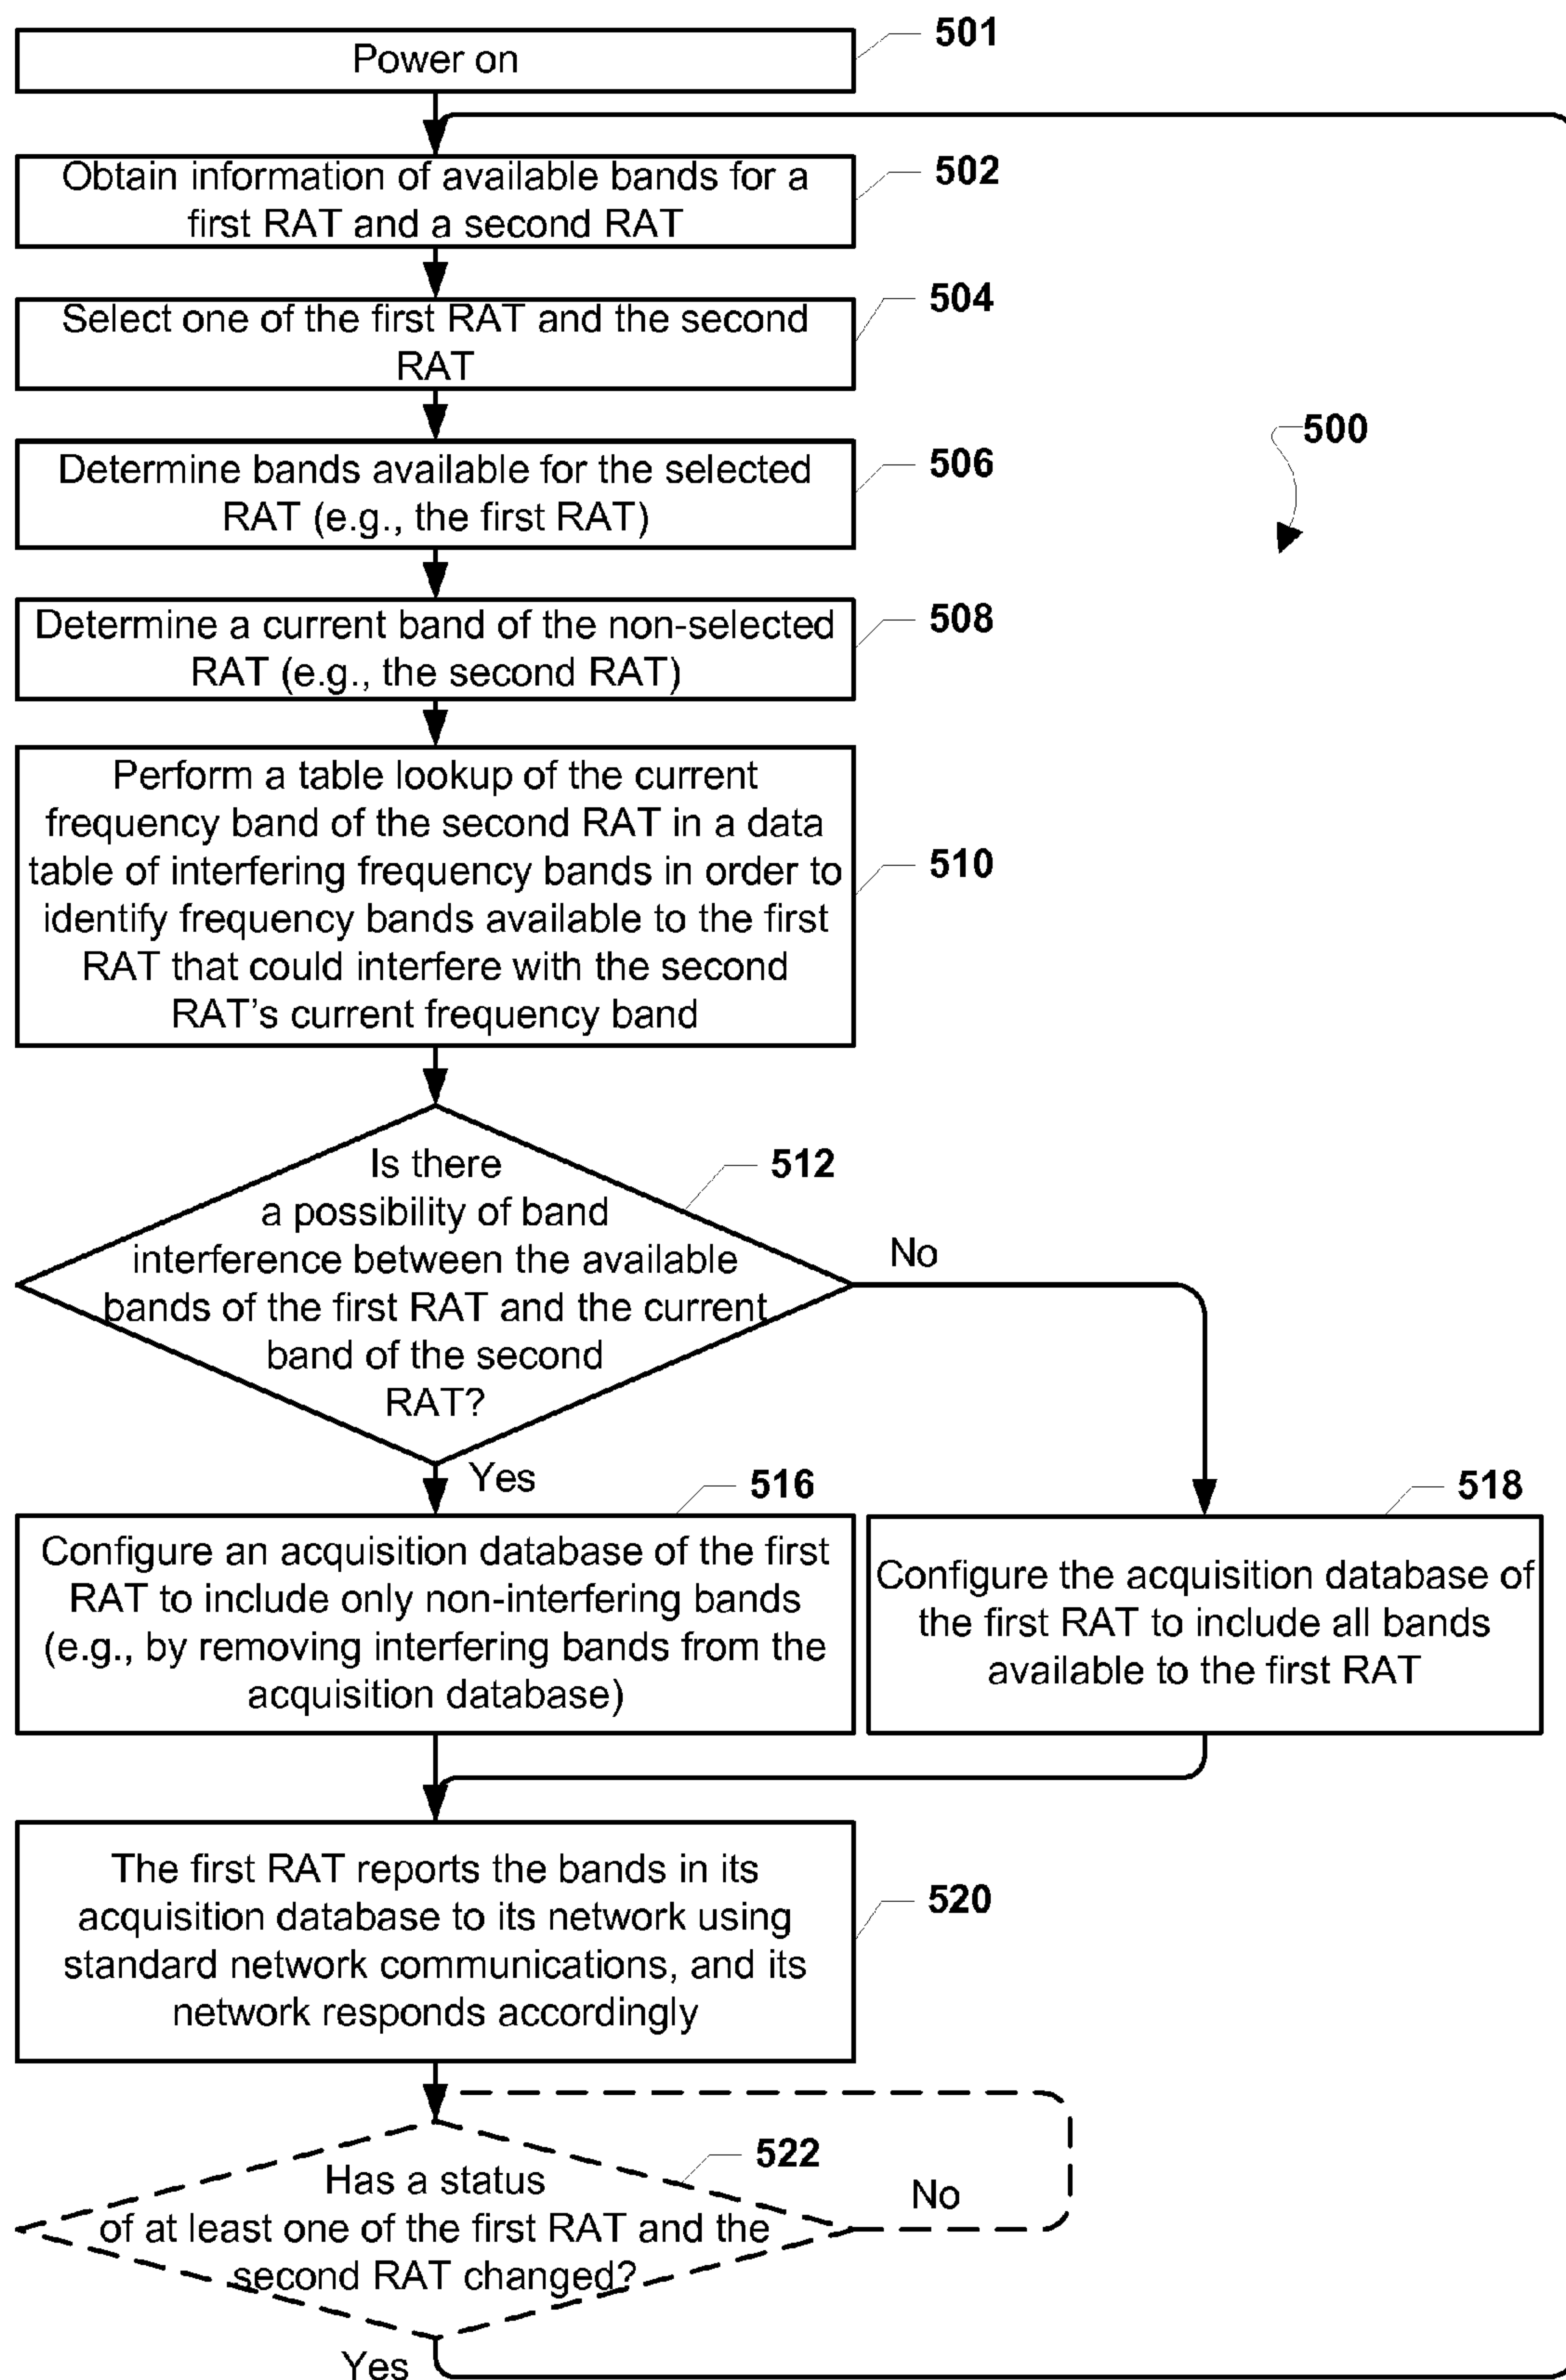 Power on
501
Obtain information of available bands for a
first RAT and a second RAT
502
Select one of the first RAT and the second
RAT
504
500
Determine bands available for the selected
RAT (e.g., the first RAT)
506
Determine a current band of the non-selected
RAT (e.g., the second RAT)
508
Perform a table lookup of the current
frequency band of the second RAT in a data
table of interfering frequency bands in order to
identify frequency bands available to the first
RAT that could interfere with the second
RAT's current frequency band
510
Is there
a possibility of band
interference between the available
bands of the first RAT and the current
band of the second
RAT?
512
No
Yes
516
Configure an acquisition database of the first
RAT to include only non-interfering bands
(e.g., by removing interfering bands from the
acquisition database)
518
Configure the acquisition database of
the first RAT to include all bands
available to the first RAT
The first RAT reports the bands in its
acquisition database to its network using
standard network communications, and its
network responds accordingly
520
Has a status
of at least one of the first RAT and the
second RAT changed?
522
No
Yes